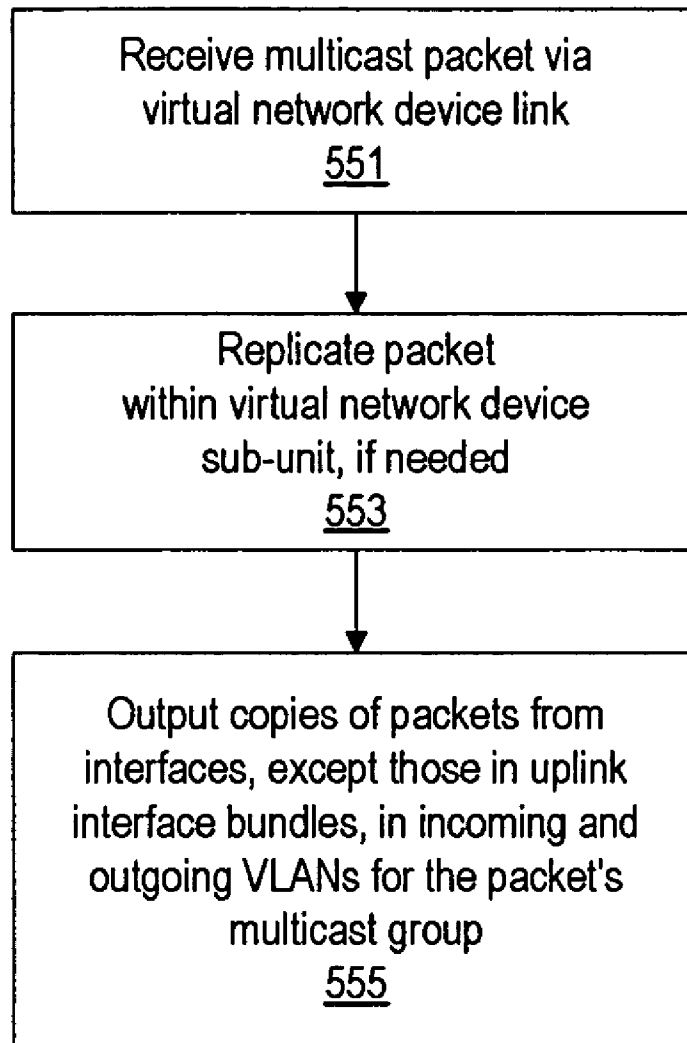 Receive multicast packet via
virtual network device link
551
Replicate packet
within virtual network device
sub-unit, if needed
553
Output copies of packets from
interfaces, except those in uplink
interface bundles, in incoming and
outgoing VLANs for the packet's
multicast group
555